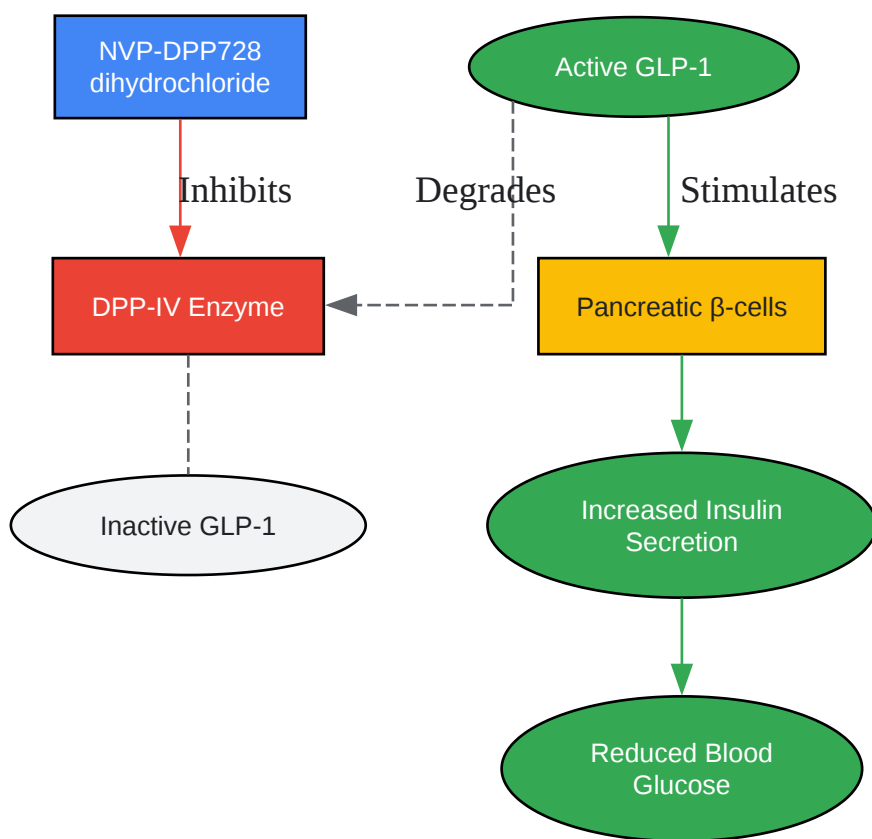 NVP-DPP728
dihydrochloride
Active GLP-1
Inhibits
Degrades
Stimulates
DPP-IV Enzyme
Pancreatic β-cells
Inactive GLP-1
Increased Insulin
Secretion
Reduced Blood
Glucose